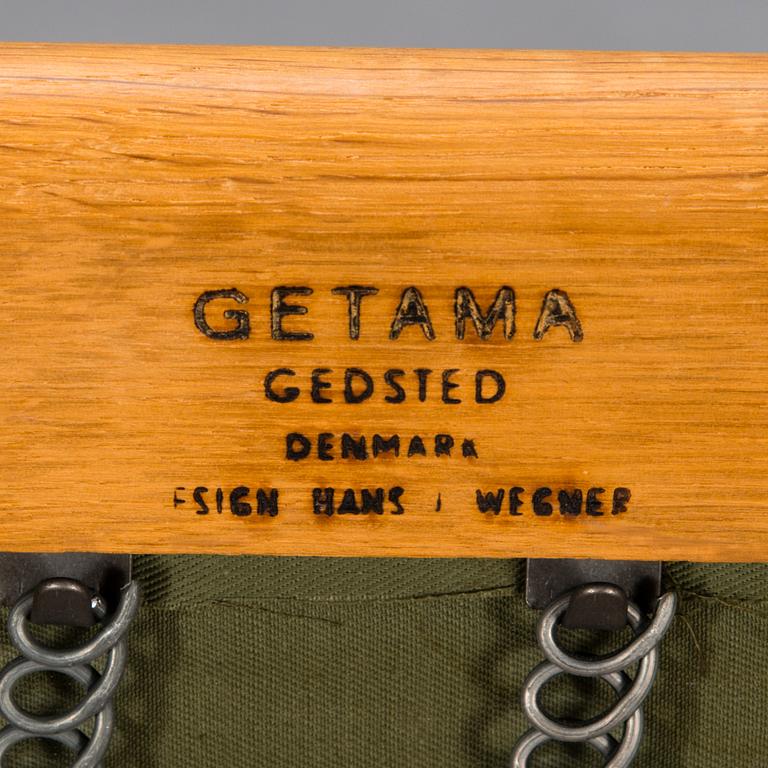 GETAMA
GEDSTED
DENMARK
ESIGN HANS J WEGNER